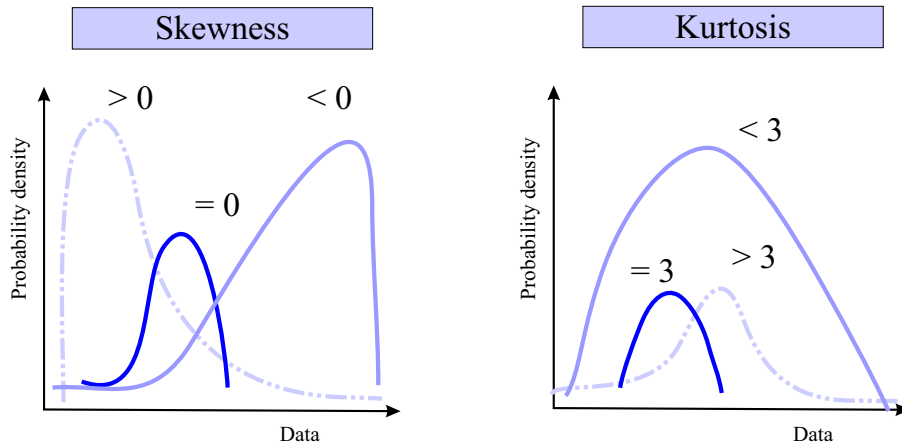 Skewness
> 0
< 0
= 0
Probability density
Data
Kurtosis
< 3
= 3
> 3
Probability density
Data